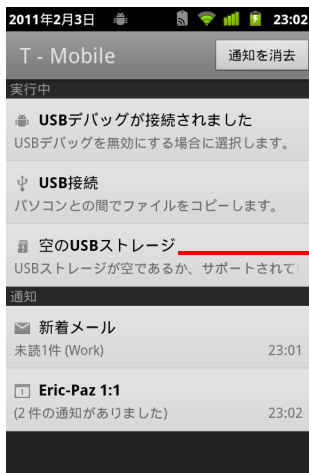 2011年2月3日 23:02
T - Mobile 通知を消去
実行中
USBデバッグが接続されました
USBデバッグを無効にする場合に選択します。
USB接続
パソコンとの間でファイルをコピーします。
空のUSBストレージ
USBストレージが空であるか、サポートされて
通知
新着メール
未読1件 (Work) 23:01
1 Eric-Paz 1:1
(2 件の通知がありました) 23:02